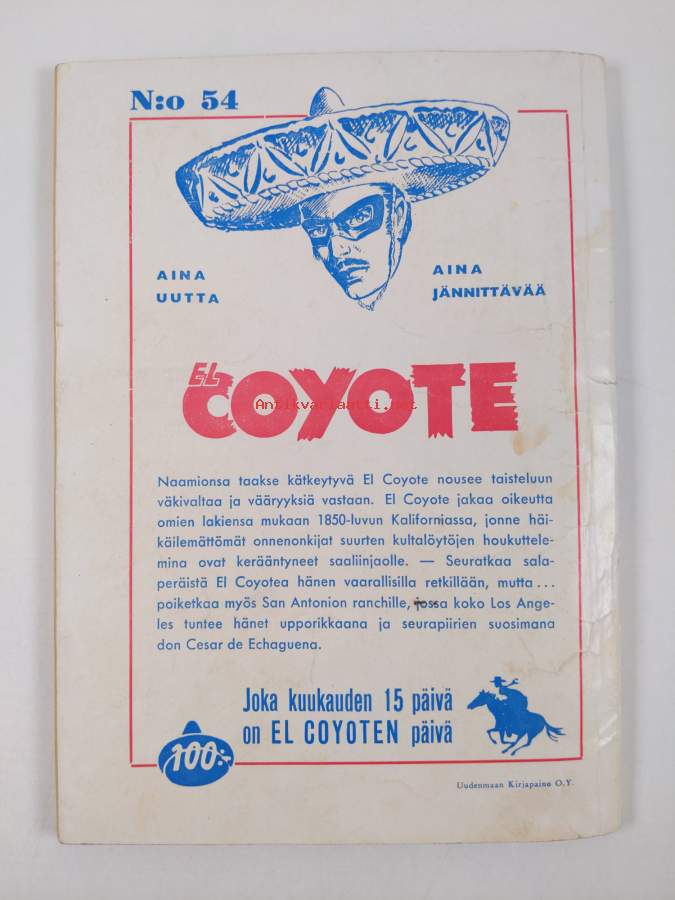 N:o 54
AINA
UUTTA
AINA
JÄNNITTÄVÄÄ
EL
COYOTE
Antikvariaatti.net
Naamionsa taakse kätkeytyvä El Coyote nousee taisteluun
väkivaltaa ja vääryyksiä vastaan. El Coyote jakaa oikeutta
omien lakiensa mukaan 1850-luvun Kaliforniassa, jonne häi-
käilemättömät onnenonkijat suurten kultalöytöjen houkuttele-
mina ovat kerääntyneet saaliinjaolle. — Seuratkaa sala-
peräistä El Coyotea hänen vaarallisilla retkillään, mutta ...
poiketkaa myös San Antonion ranchille, jossa koko Los Ange-
les tuntee hänet upporikkaana ja seurapiirien suosimana
don Cesar de Echaguena.
Joka kuukauden 15 päivä
on EL COYOTEN päivä
100:-
Uudenmaan Kirjapaino O.Y.